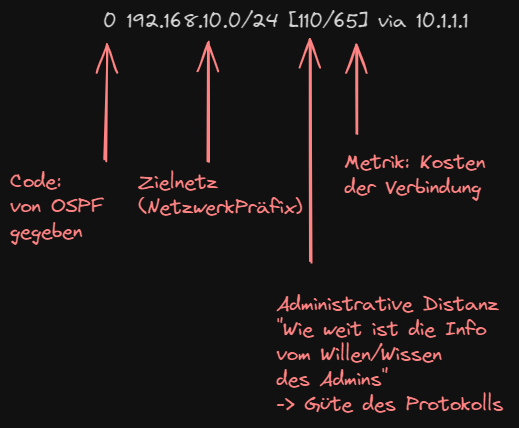 O 192.168.10.0/24 [110/65] via 10.1.1.1
Code:
von OSPF
gegeben
Zielnetz
(NetzwerkPräfix)
Metrik: Kosten
der Verbindung
Administrative Distanz
"Wie weit ist die Info
vom Willen/Wissen
des Admins"
-> Güte des Protokolls